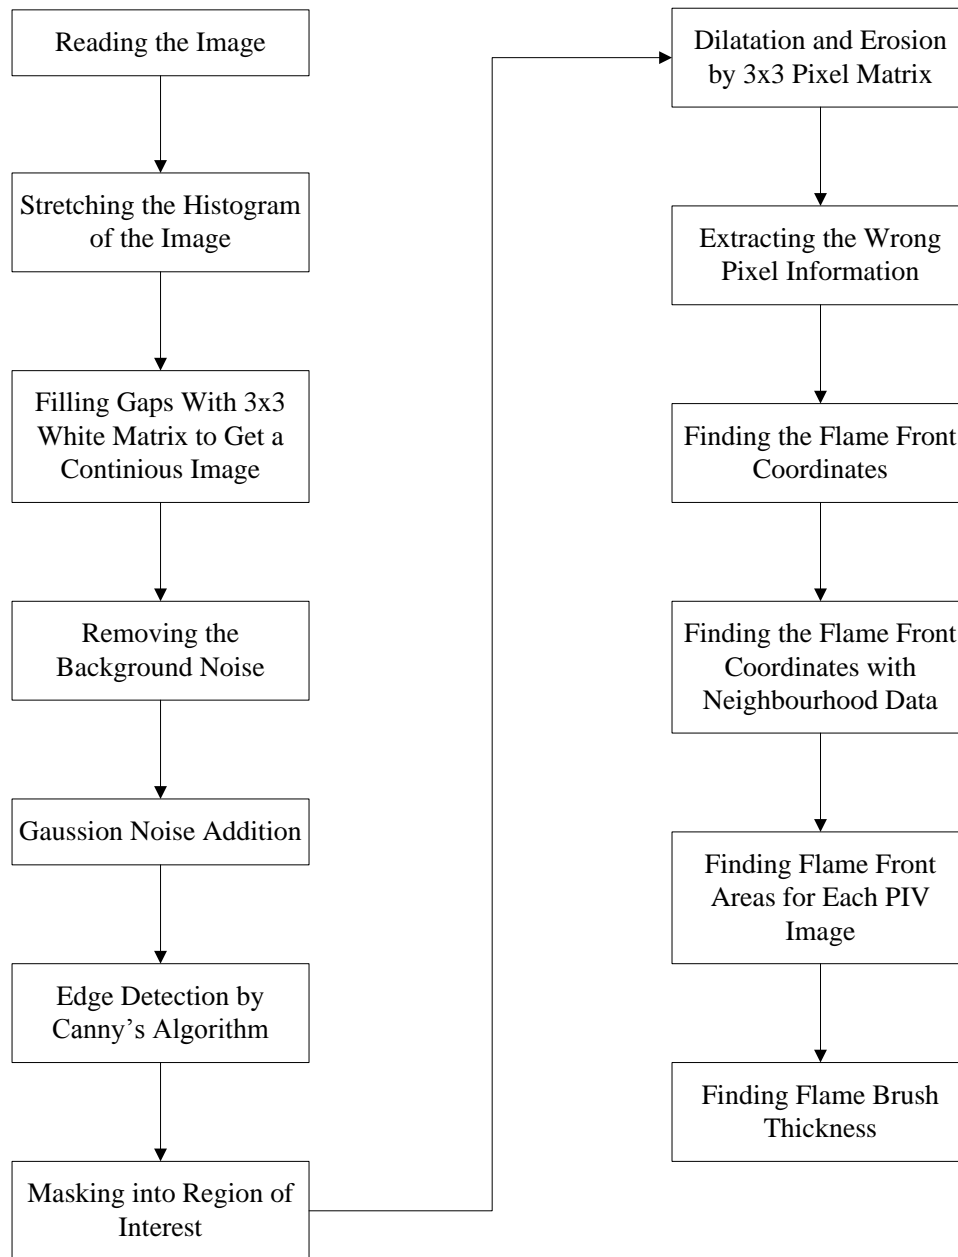 Reading the Image
Stretching the Histogram
of the Image
Filling Gaps With 3x3
White Matrix to Get a
Continious Image
Removing the
Background Noise
Gaussion Noise Addition
Edge Detection by
Canny’s Algorithm
Masking into Region of
Interest
Dilatation and Erosion
by 3x3 Pixel Matrix
Extracting the Wrong
Pixel Information
Finding the Flame Front
Coordinates
Finding the Flame Front
Coordinates with
Neighbourhood Data
Finding Flame Front
Areas for Each PIV
Image
Finding Flame Brush
Thickness